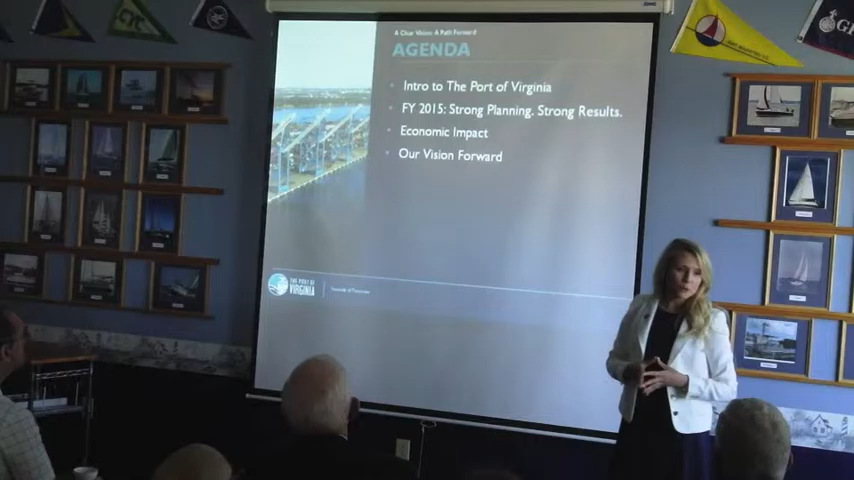 CYC
A Clear Vision: A Path Forward
AGENDA
Intro to The Port of Virginia
FY 2015: Strong Planning. Strong Results.
Economic Impact
Our Vision Forward
THE PORT OF
VIRGINIA